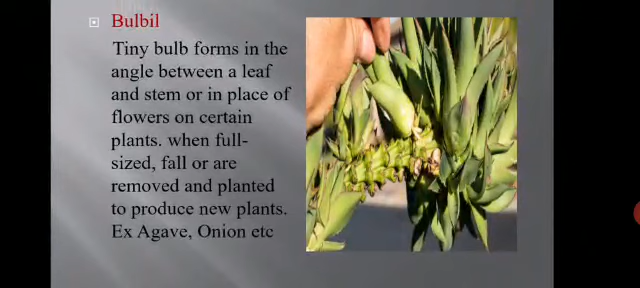 Bulbil
Tiny bulb forms in the
angle between a leaf
and stem or in place of
flowers on certain
plants. when full-
sized, fall or are
removed and planted
to produce new plants.
Ex Agave, Onion etc